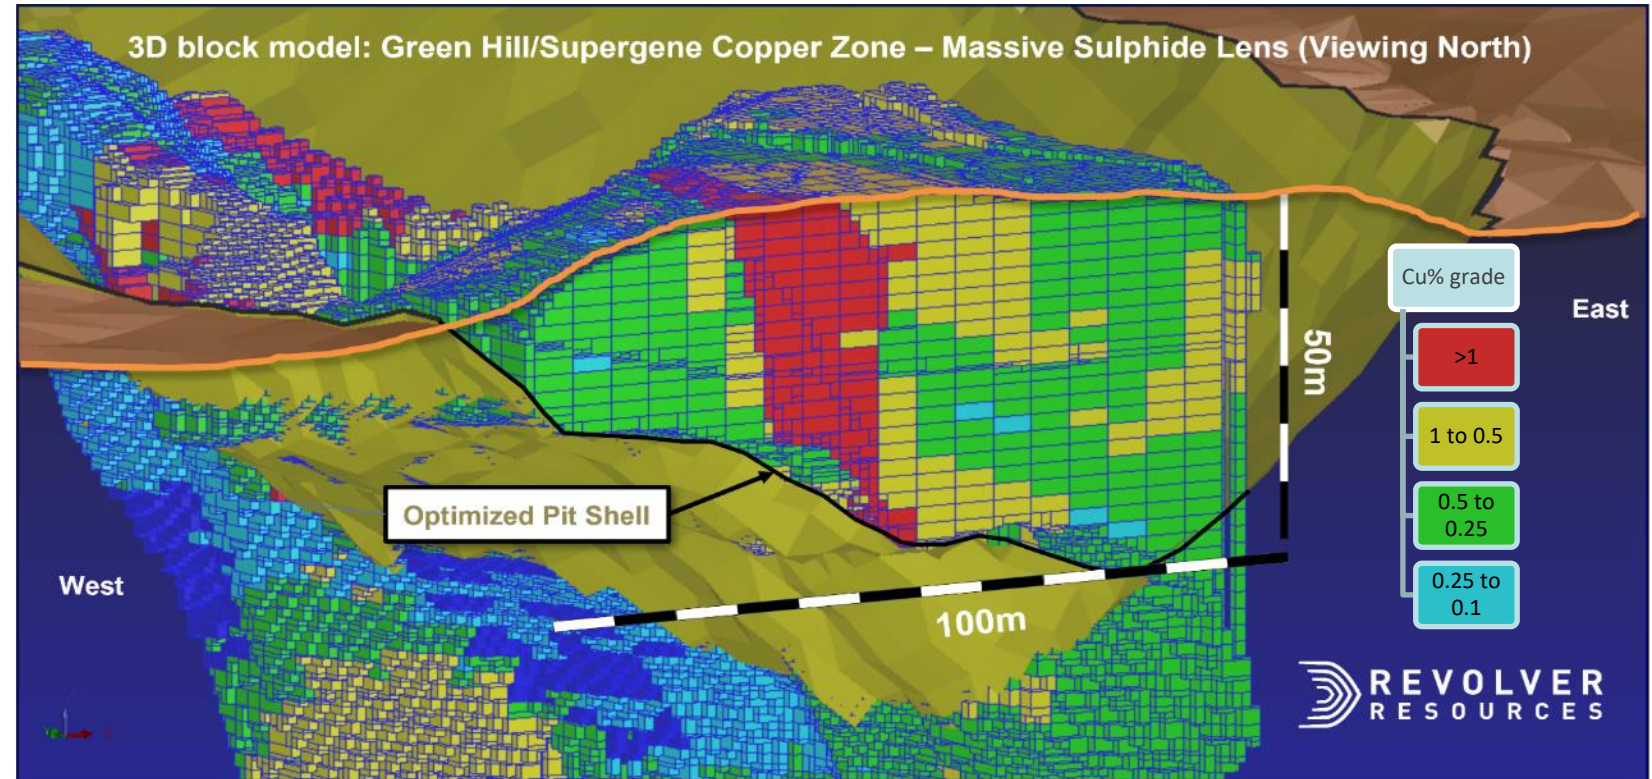 3D block model: Green Hill/Supergene Copper Zone – Massive Sulphide Lens (Viewing North)
Cu% grade
East
>1
50m
1 to 0.5
0.5 to
0.25
Optimized Pit Shell
West
0.25 to
0.1
100m
REVOLVER
RESOURCES